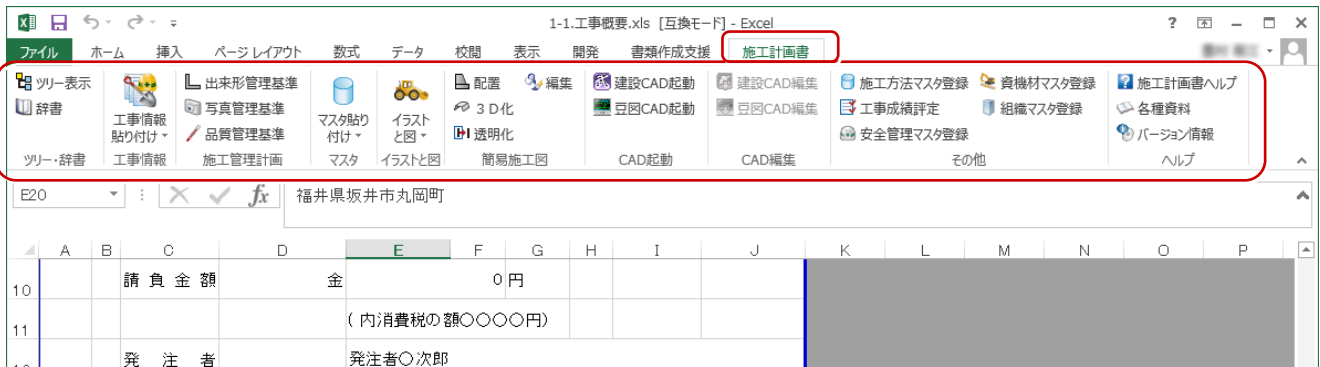 1-1.工事概要.xls [互換モード] - Excel
ファイル ホーム 挿入 ページ レイアウト 数式 データ 校閲 表示 開発 書類作成支援 施工計画書
ツリー表示
辞書
ツリー・辞書
工事情報
貼り付け
工事情報
出来形管理基準
写真管理基準
品質管理基準
施工管理計画
マスタ貼り
付け
マスタ
イラスト
と図
イラストと図
配置 編集
3D化
透明化
簡易施工図
建設CAD起動
豆図CAD起動
CAD起動
建設CAD編集
豆図CAD編集
CAD編集
施工方法マスタ登録 資機材マスタ登録
工事成績評定 組織マスタ登録
安全管理マスタ登録
その他
施工計画書ヘルプ
各種資料
バージョン情報
ヘルプ
E20 fx 福井県坂井市丸岡町
A B C D E F G H I J K L M N O P
10 請負金額 金 0 円
11 (内消費税の額〇〇〇〇円)
発注者 発注者〇次郎